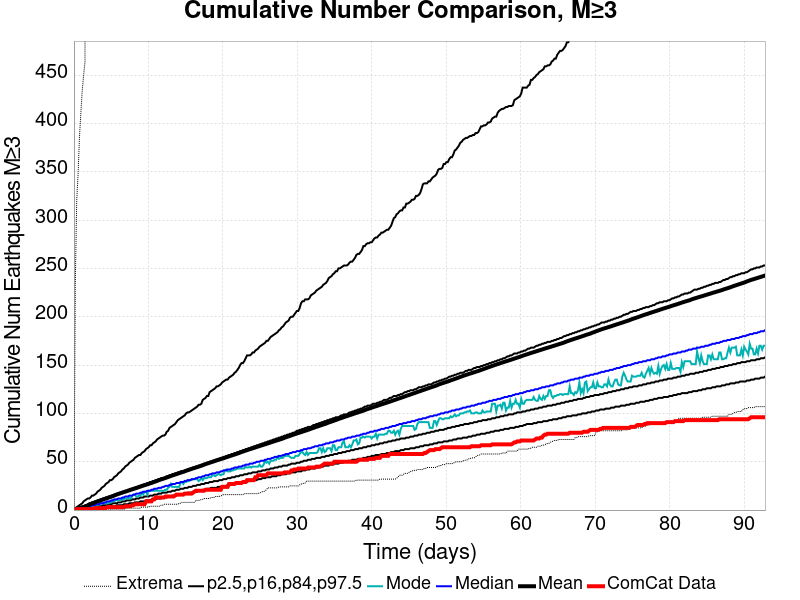 Cumulative Number Comparison, M≥3
Cumulative Num Earthquakes M≥3
450
400
350
300
250
200
150
100
50
0
0 10 20 30 40 50 60 70 80 90
Time (days)
Extrema p2.5,p16,p84,p97.5 Mode Median Mean ComCat Data